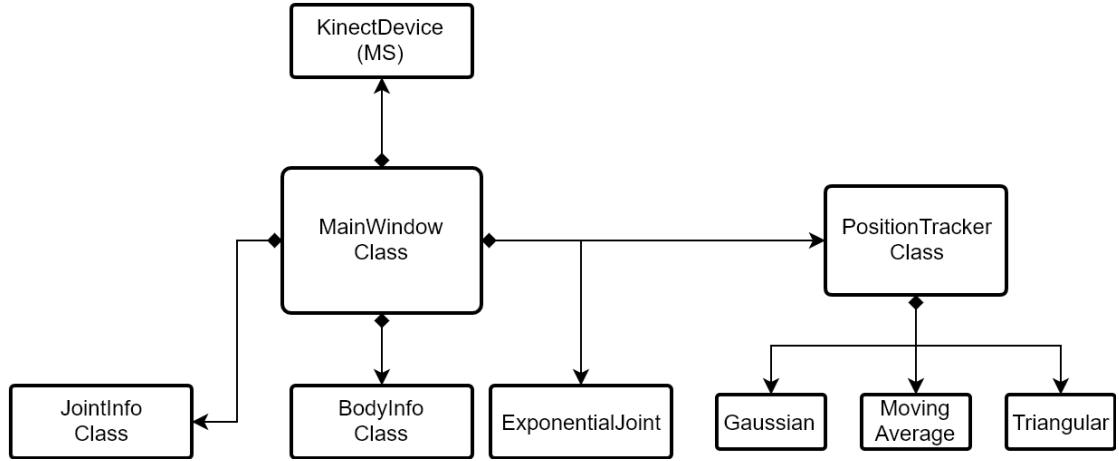 KinectDevice
(MS)
MainWindow
Class
PositionTracker
Class
JointInfo
Class
BodyInfo
Class
ExponentialJoint
Gaussian
Moving
Average
Triangular